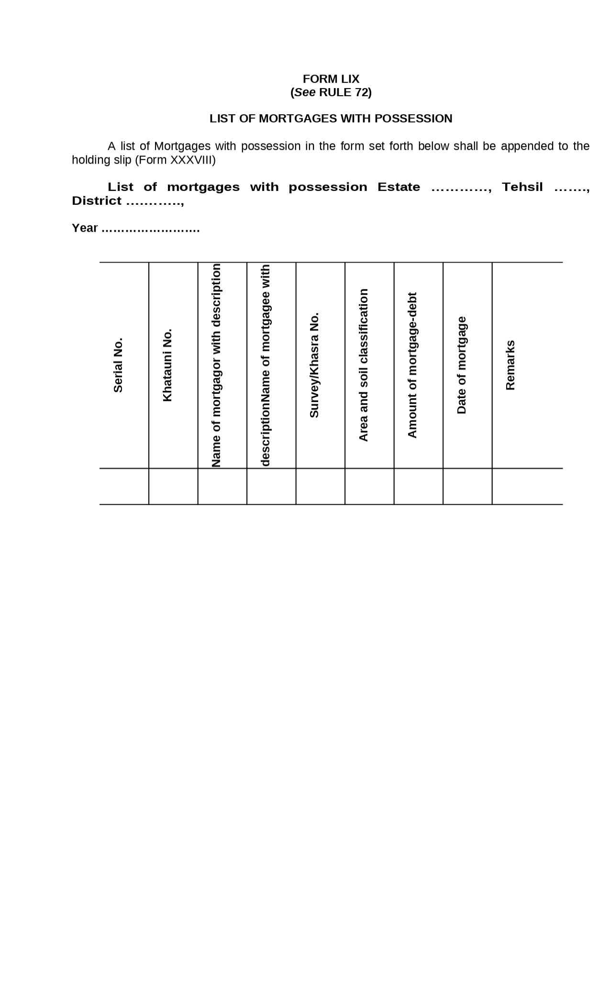 FORM LIX
(See RULE 72)
LIST OF MORTGAGES WITH POSSESSION
A list of Mortgages with possession in the form set forth below shall be appended to the
holding slip (Form XXXVIII)
List of mortgages with possession Estate …………, Tehsil ……., 
District …..……..,
Year …………………….
Serial No.
Khatauni No.
Name of mortgagor with description
descriptionName of mortgagee with
Survey/Khasra No.
Area and soil classification
Amount of mortgage-debt
Date of mortgage
Remarks